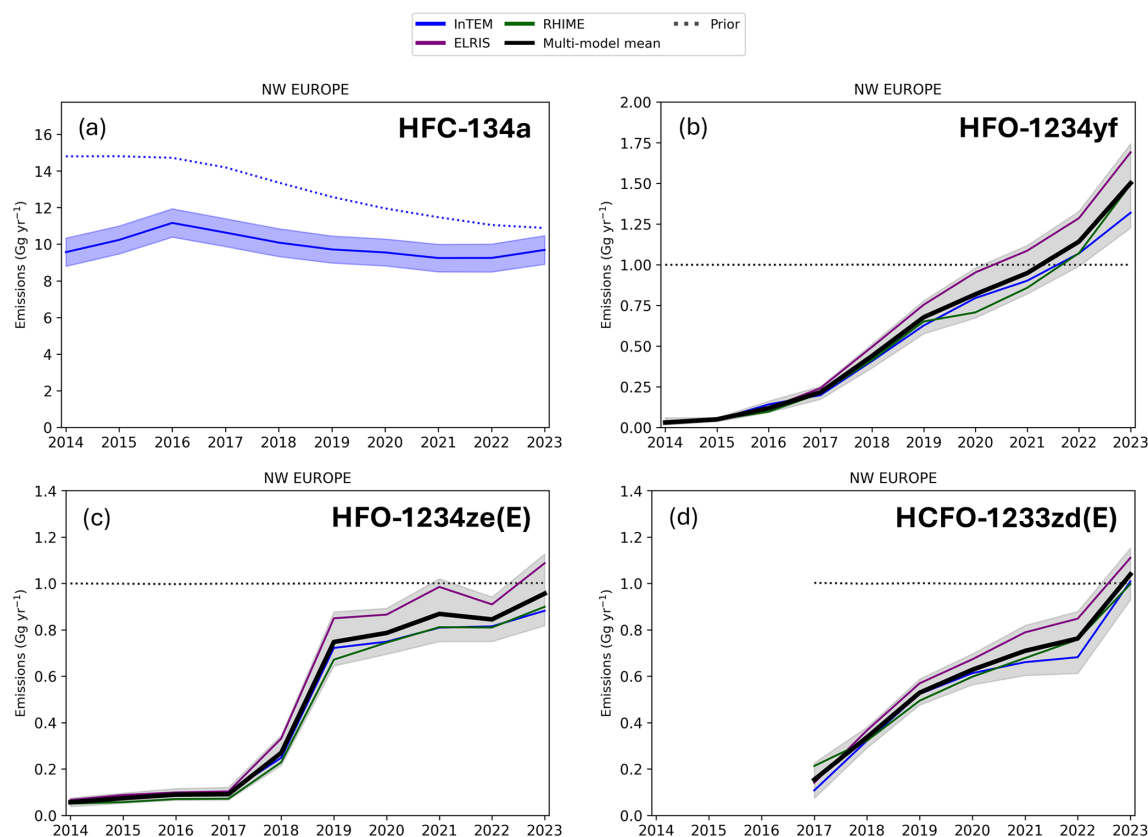 InTEM RHIME Prior
ELRIS Multi-model mean
NW EUROPE
(a) HFC-134a
Emissions (Gg yr⁻¹)
16
14
12
10
8
6
4
2
0
2014 2015 2016 2017 2018 2019 2020 2021 2022 2023
NW EUROPE
(b) HFO-1234yf
Emissions (Gg yr⁻¹)
2.00
1.75
1.50
1.25
1.00
0.75
0.50
0.25
0.00
2014 2015 2016 2017 2018 2019 2020 2021 2022 2023
NW EUROPE
(c) HFO-1234ze(E)
Emissions (Gg yr⁻¹)
1.4
1.2
1.0
0.8
0.6
0.4
0.2
0.0
2014 2015 2016 2017 2018 2019 2020 2021 2022 2023
NW EUROPE
(d) HCFO-1233zd(E)
Emissions (Gg yr⁻¹)
1.4
1.2
1.0
0.8
0.6
0.4
0.2
0.0
2014 2015 2016 2017 2018 2019 2020 2021 2022 2023